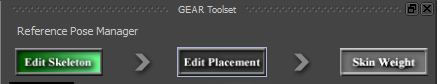 GEAR Toolset
Reference Pose Manager
Edit Skeleton
Edit Placement
Skin Weight